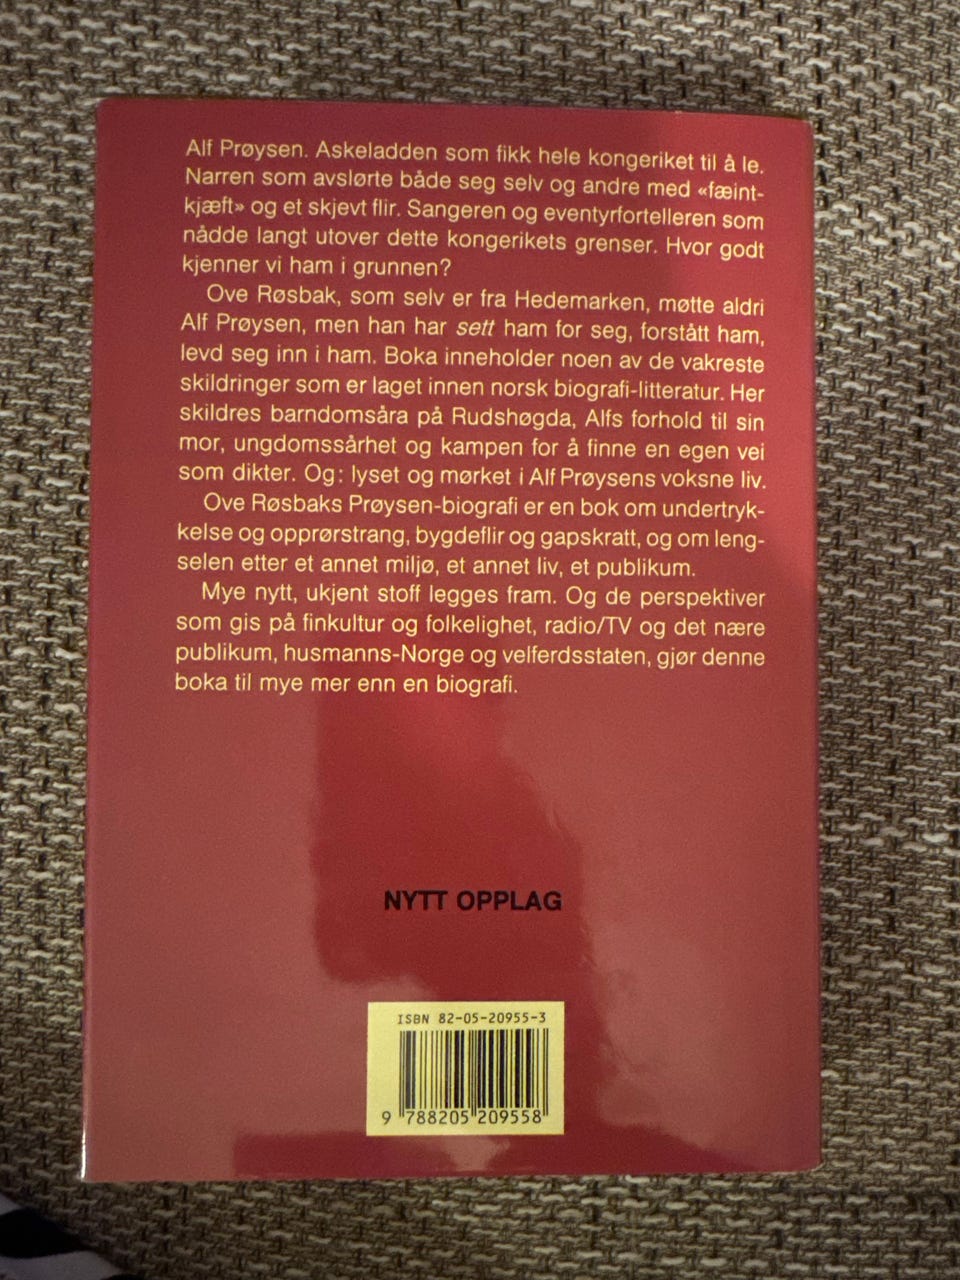 Alf Prøysen. Askeladden som fikk hele kongeriket til å le.
Narren som avslørte både seg selv og andre med «fæint-
kjæft» og et skjevt flir. Sangeren og eventyrfortelleren som
nådde langt utover dette kongerikets grenser. Hvor godt
kjenner vi ham i grunnen?
Ove Røsbak, som selv er fra Hedemarken, møtte aldri
Alf Prøysen, men han har sett ham for seg, forstått ham,
levd seg inn i ham. Boka inneholder noen av de vakreste
skildringer som er laget innen norsk biografi-litteratur. Her
skildres barndomsåra på Rudshøgda, Alfs forhold til sin
mor, ungdomssårhet og kampen for å finne en egen vei
som dikter. Og: lyset og mørket i Alf Prøysens voksne liv.
Ove Røsbaks Prøysen-biografi er en bok om undertryk-
kelse og opprørstrang, bygdeflir og gapskratt, og om leng-
selen etter et annet miljø, et annet liv, et publikum.
Mye nytt, ukjent stoff legges fram. Og de perspektiver
som gis på finkultur og folkelighet, radio/TV og det nære
publikum, husmanns-Norge og velferdsstaten, gjør denne
boka til mye mer enn en biografi.
NYTT OPPLAG
ISBN 82-05-20955-3
9 788205 209558